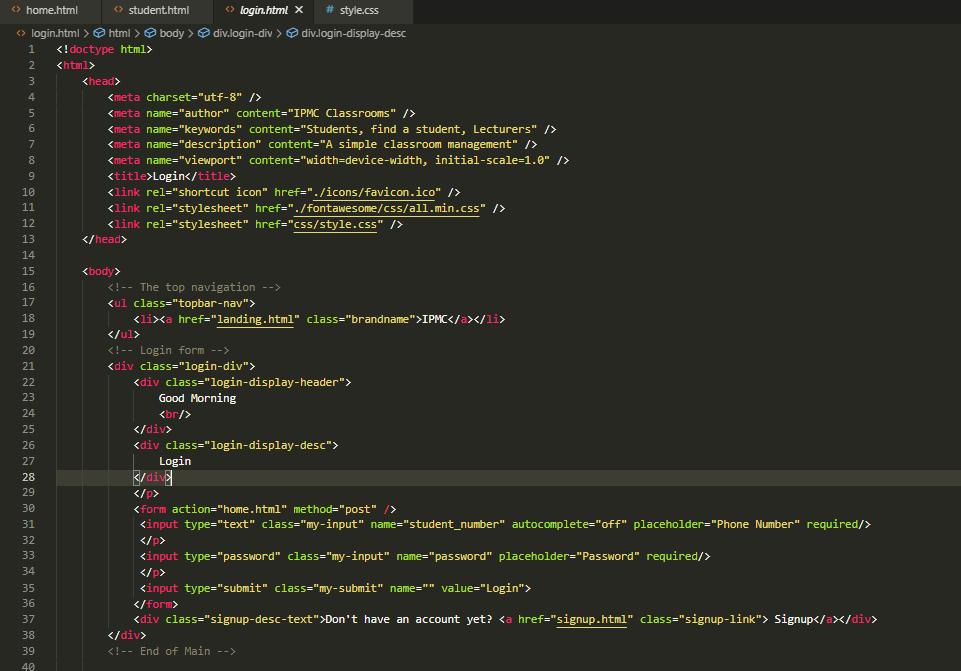 home.html student.html login.html × style.css
login.html > html > body > div.login-div > div.login-display-desc
1 <!doctype html>
2 <html>
3 <head>
4 <meta charset="utf-8" />
5 <meta name="author" content="IPMC Classrooms" />
6 <meta name="keywords" content="Students, find a student, Lecturers" />
7 <meta name="description" content="A simple classroom management" />
8 <meta name="viewport" content="width=device-width, initial-scale=1.0" />
9 <title>Login</title>
10 <link rel="shortcut icon" href="./icons/favicon.ico" />
11 <link rel="stylesheet" href="./fontawesome/css/all.min.css" />
12 <link rel="stylesheet" href="css/style.css" />
13 </head>
14
15 <body>
16 <!-- The top navigation -->
17 <ul class="topbar-nav">
18 <li><a href="landing.html" class="brandname">IPMC</a></li>
19 </ul>
20 <!-- Login form -->
21 <div class="login-div">
22 <div class="login-display-header">
23 Good Morning
24 <br/>
25 </div>
26 <div class="login-display-desc">
27 Login
28 </div>
29 </p>
30 <form action="home.html" method="post" />
31 <input type="text" class="my-input" name="student_number" autocomplete="off" placeholder="Phone Number" required/>
32 </p>
33 <input type="password" class="my-input" name="password" placeholder="Password" required/>
34 </p>
35 <input type="submit" class="my-submit" name="" value="Login">
36 </form>
37 <div class="signup-desc-text">Don't have an account yet? <a href="signup.html" class="signup-link"> Signup</a></div>
38 </div>
39 <!-- End of Main -->
40